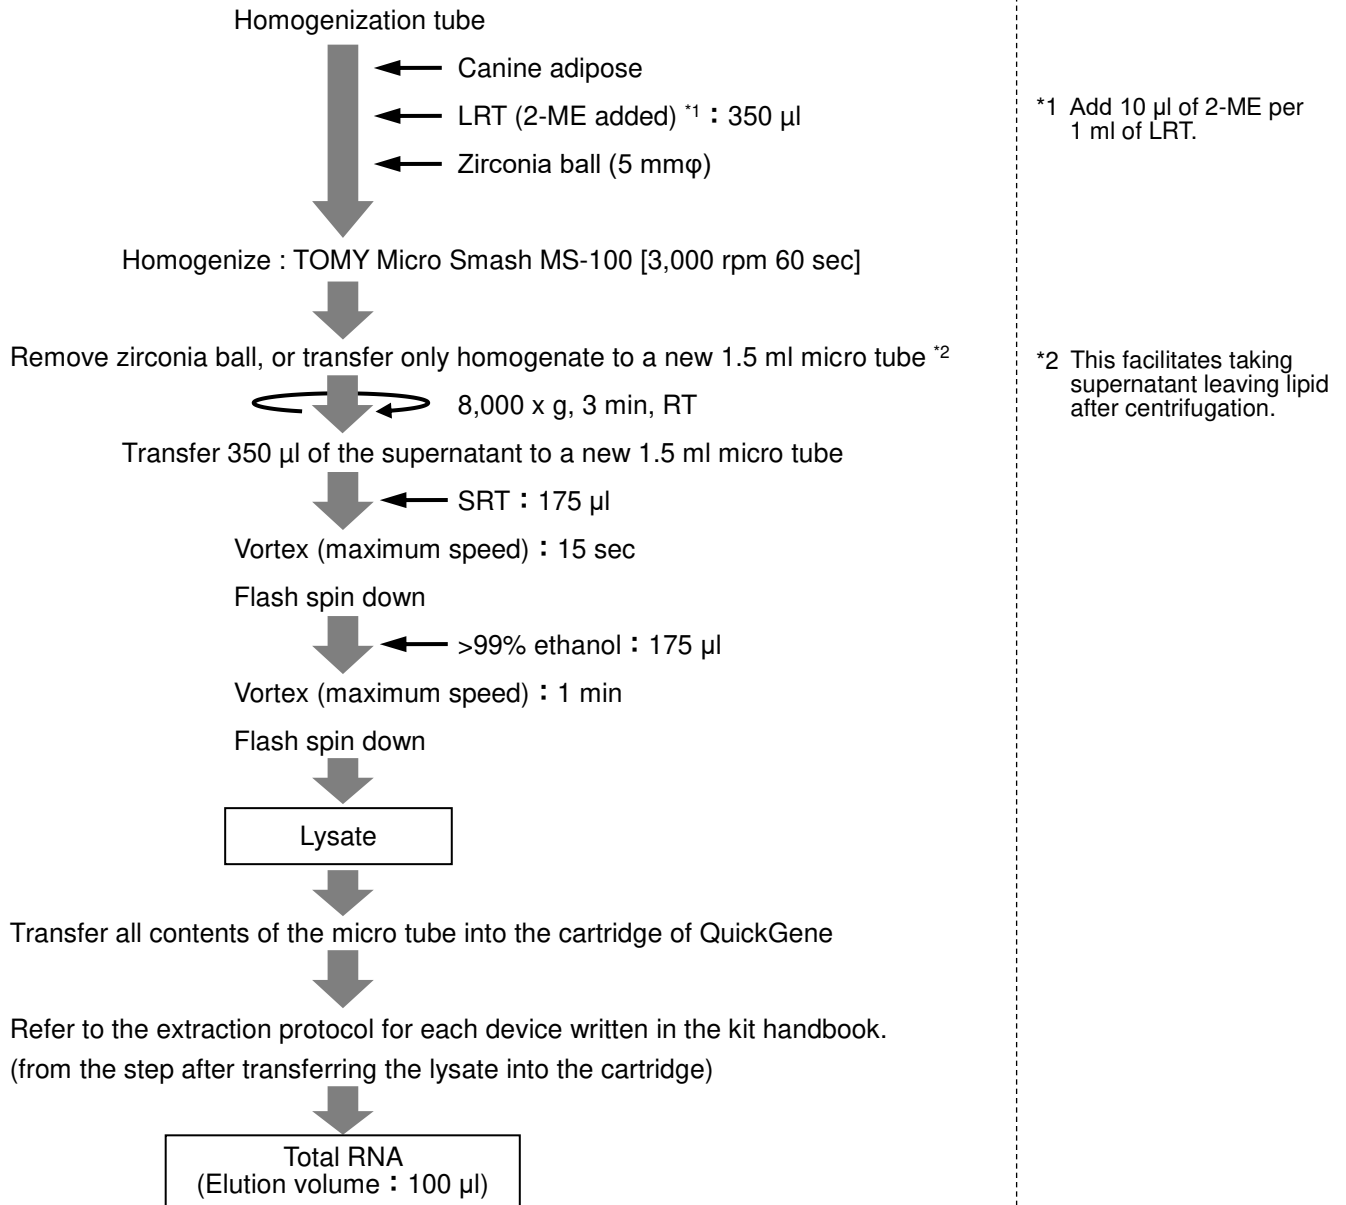 Homogenization tube
Canine adipose
LRT (2-ME added) *1 : 350 µl
*1 Add 10 µl of 2-ME per
1 ml of LRT.
Zirconia ball (5 mmφ)
Homogenize : TOMY Micro Smash MS-100 [3,000 rpm 60 sec]
Remove zirconia ball, or transfer only homogenate to a new 1.5 ml micro tube *2
*2 This facilitates taking
supernatant leaving lipid
after centrifugation.
8,000 x g, 3 min, RT
Transfer 350 µl of the supernatant to a new 1.5 ml micro tube
SRT : 175 µl
Vortex (maximum speed) : 15 sec
Flash spin down
>99% ethanol : 175 µl
Vortex (maximum speed) : 1 min
Flash spin down
Lysate
Transfer all contents of the micro tube into the cartridge of QuickGene
Refer to the extraction protocol for each device written in the kit handbook.
(from the step after transferring the lysate into the cartridge)
Total RNA
(Elution volume : 100 µl)